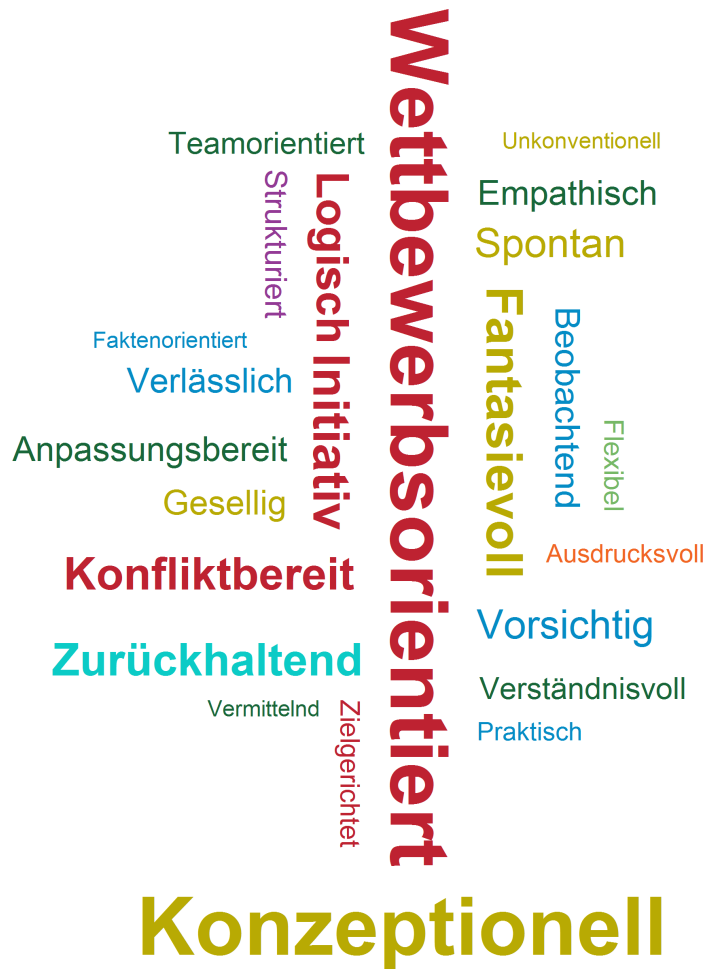 Wettbewerbsorientiert
Teamorientiert
Unkonventionell
Strukturiert
Logisch
Empathisch
Spontan
Fantasievoll
Beobachtend
Faktenorientiert
Initiativ
Verlässlich
Flexibel
Anpassungsbereit
Gesellig
Ausdrucksvoll
Konfliktbereit
Vorsichtig
Zurückhaltend
Verständnisvoll
Vermittelnd
Zielgerichtet
Praktisch
Konzeptionell